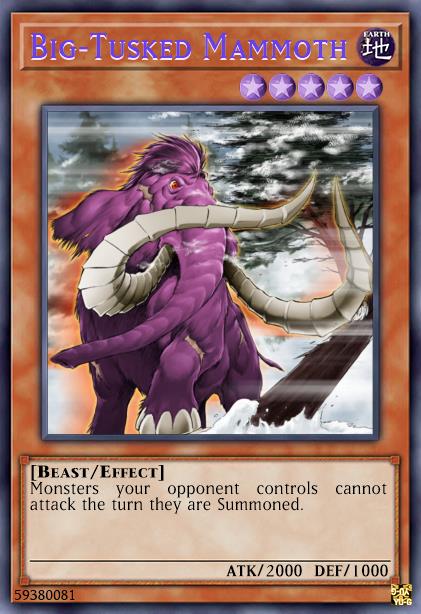 Big-Tusked Mammoth
EARTH
地
[Beast/Effect]
Monsters your opponent controls cannot
attack the turn they are Summoned.
ATK/2000 DEF/1000
59380081